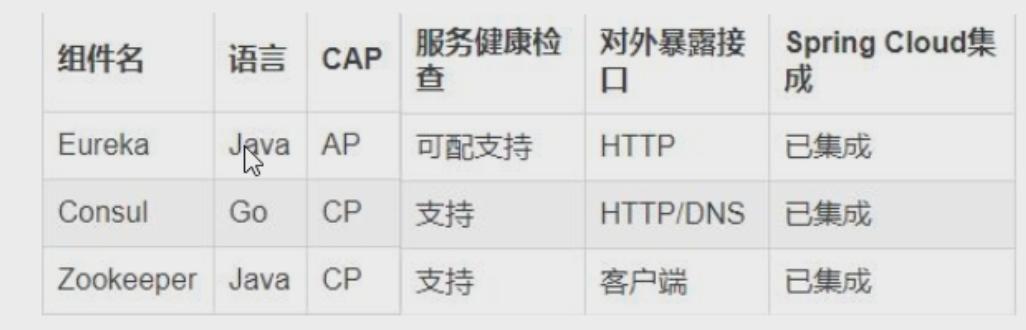 组件名 语言 CAP 服务健康检查 对外暴露接口 Spring Cloud集成
Eureka Java AP 可配支持 HTTP 已集成
Consul Go CP 支持 HTTP/DNS 已集成
Zookeeper Java CP 支持 客户端 已集成